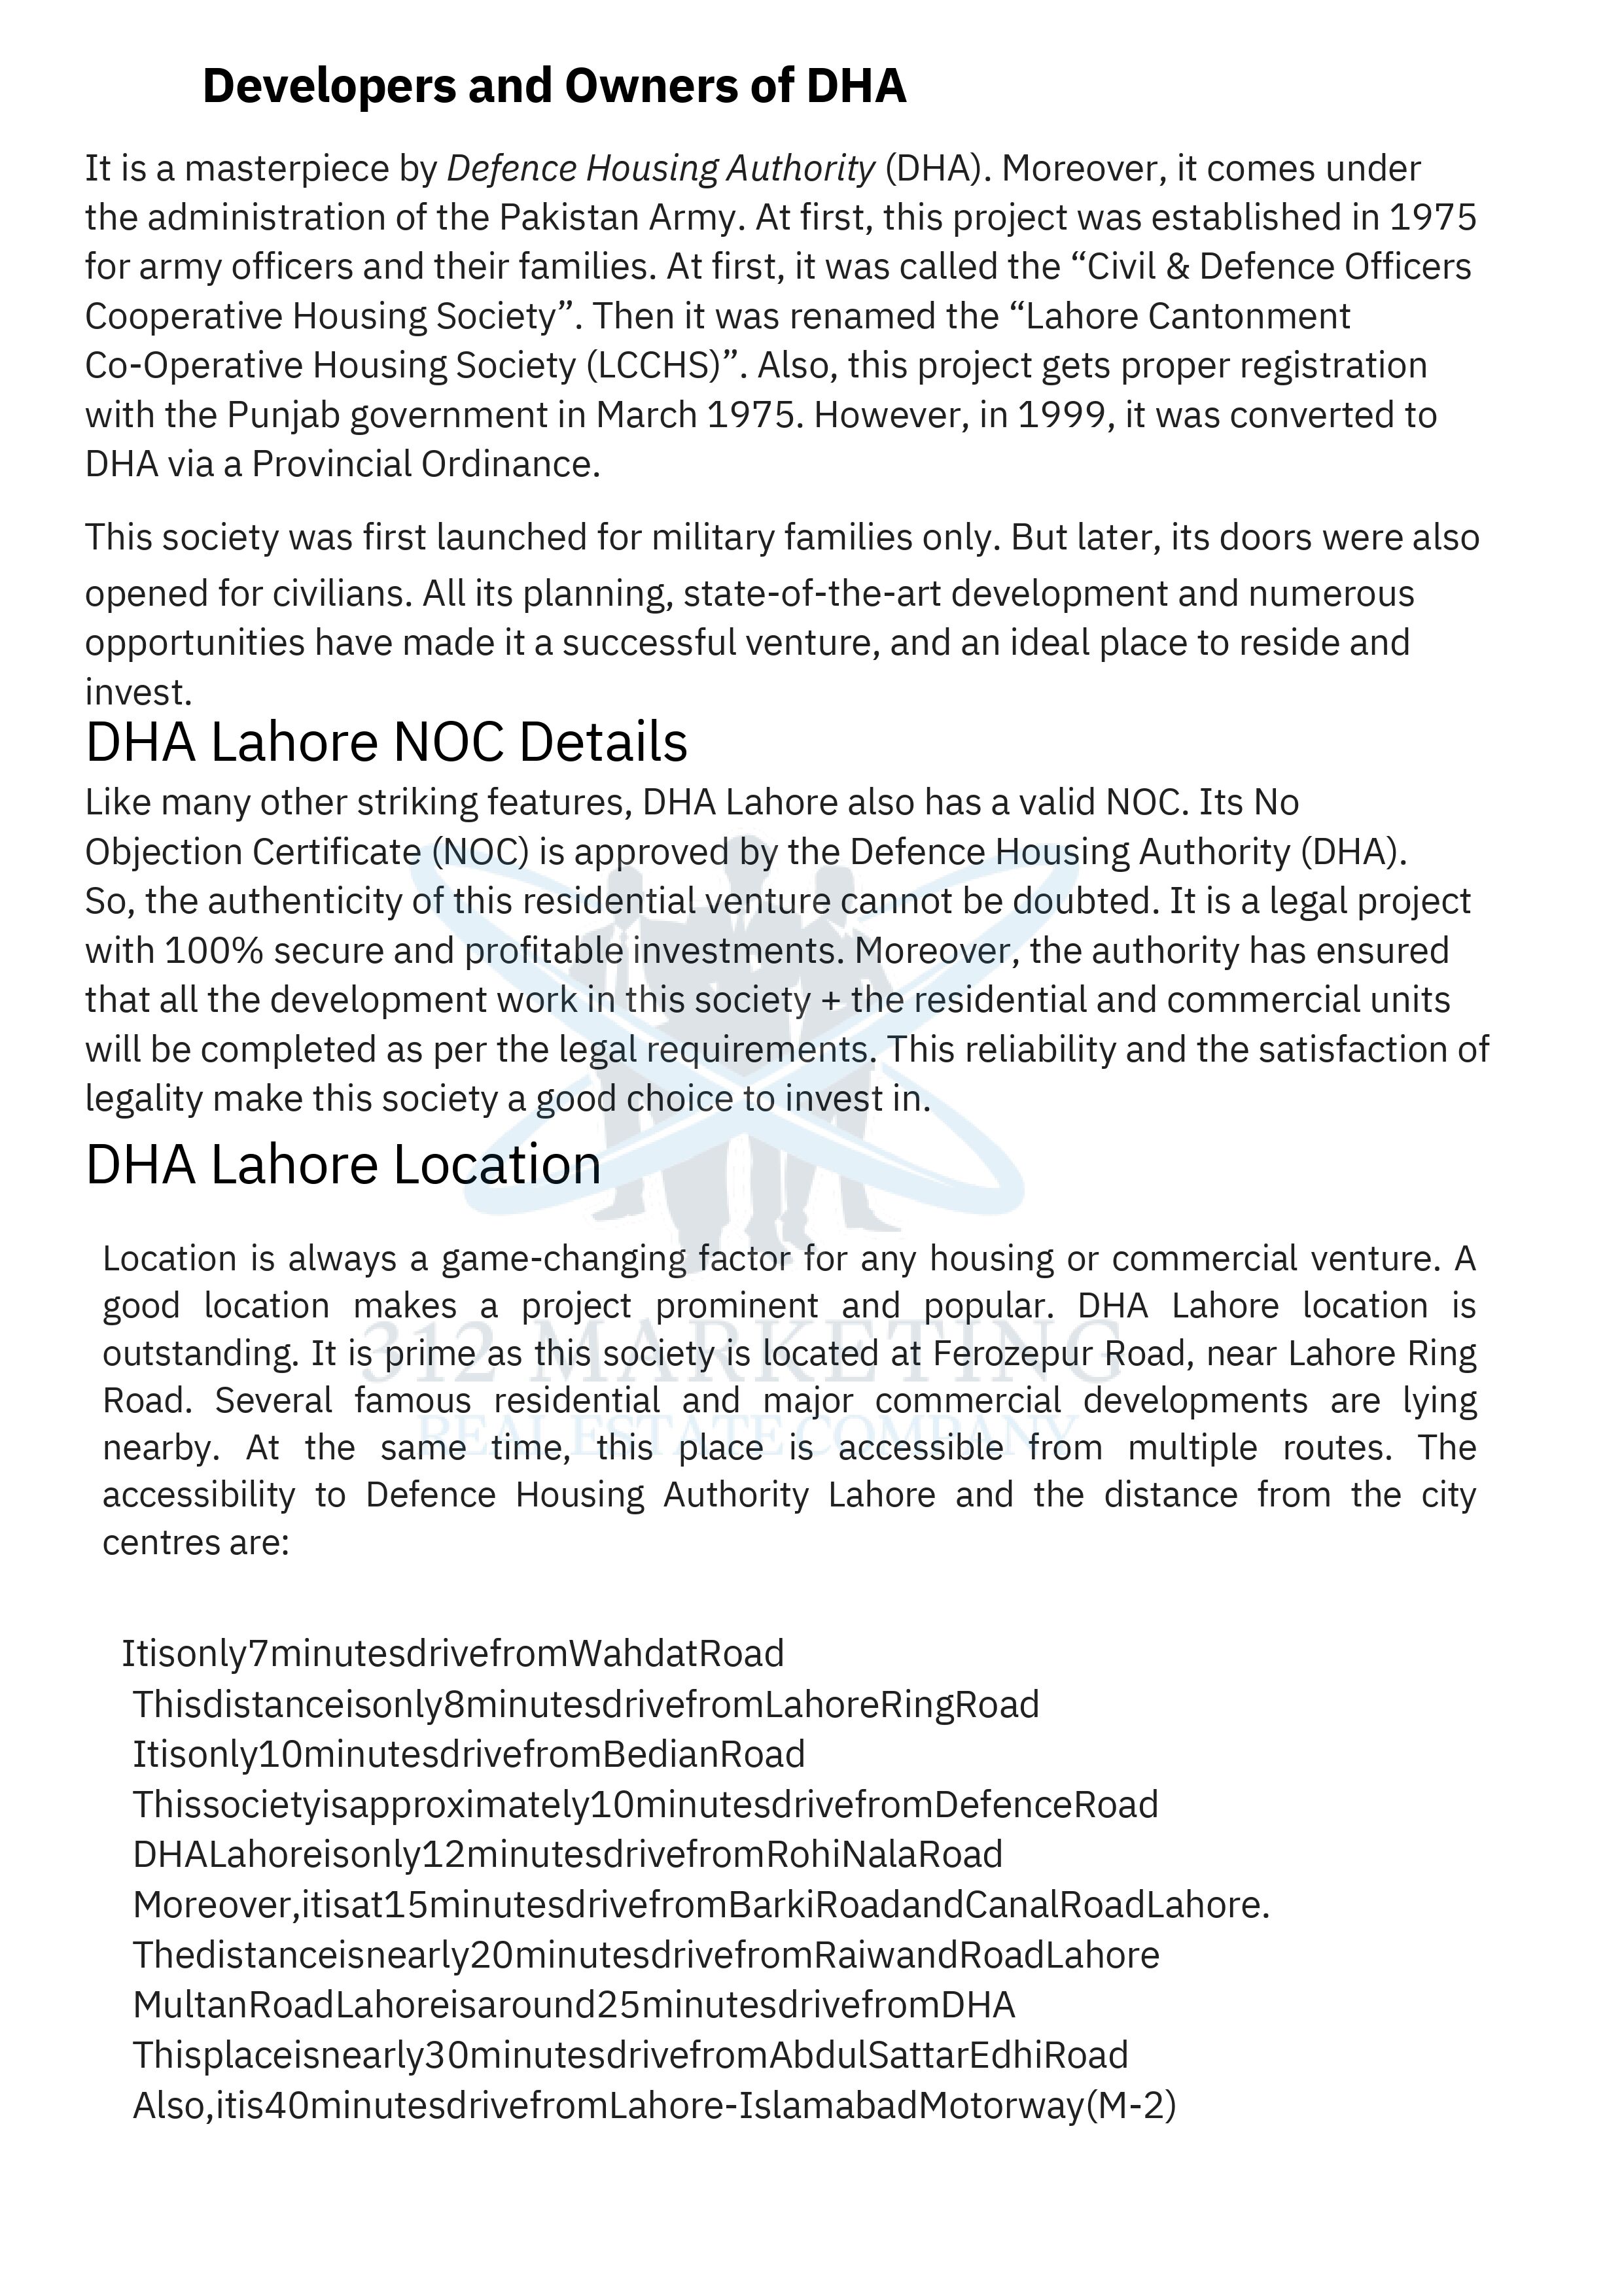 Developers and Owners of DHA
It is a masterpiece by Defence Housing Authority (DHA). Moreover, it comes under
the administration of the Pakistan Army. At first, this project was established in 1975
for army officers and their families. At first, it was called the “Civil & Defence Officers
Cooperative Housing Society”. Then it was renamed the “Lahore Cantonment
Co-Operative Housing Society (LCCHS)”. Also, this project gets proper registration
with the Punjab government in March 1975. However, in 1999, it was converted to
DHA via a Provincial Ordinance.
This society was first launched for military families only. But later, its doors were also
opened for civilians. All its planning, state-of-the-art development and numerous
opportunities have made it a successful venture, and an ideal place to reside and
invest.
DHA Lahore NOC Details
Like many other striking features, DHA Lahore also has a valid NOC. Its No
Objection Certificate (NOC) is approved by the Defence Housing Authority (DHA).
So, the authenticity of this residential venture cannot be doubted. It is a legal project
with 100% secure and profitable investments. Moreover, the authority has ensured
that all the development work in this society + the residential and commercial units
will be completed as per the legal requirements. This reliability and the satisfaction of
legality make this society a good choice to invest in.
DHA Lahore Location
Location is always a game-changing factor for any housing or commercial venture. A
good location makes a project prominent and popular. DHA Lahore location is
outstanding. It is prime as this society is located at Ferozepur Road, near Lahore Ring
Road. Several famous residential and major commercial developments are lying
nearby. At the same time, this place is accessible from multiple routes. The
accessibility to Defence Housing Authority Lahore and the distance from the city
centres are:
312 MARKETING
REAL ESTATE COMPANY
Itisonly7minutesdrivefromWahdatRoad
Thisdistanceisonly8minutesdrivefromLahoreRingRoad
Itisonly10minutesdrivefromBedianRoad
Thissocietyisapproximately10minutesdrivefromDefenceRoad
DHALahoreisonly12minutesdrivefromRohiNalaRoad
Moreover,itisat15minutesdrivefromBarkiRoadandCanalRoadLahore.
Thedistanceisnearly20minutesdrivefromRaiwandRoadLahore
MultanRoadLahoreisaround25minutesdrivefromDHA
Thisplaceisnearly30minutesdrivefromAbdulSattarEdhiRoad
Also,itis40minutesdrivefromLahore-IslamabadMotorway(M-2)